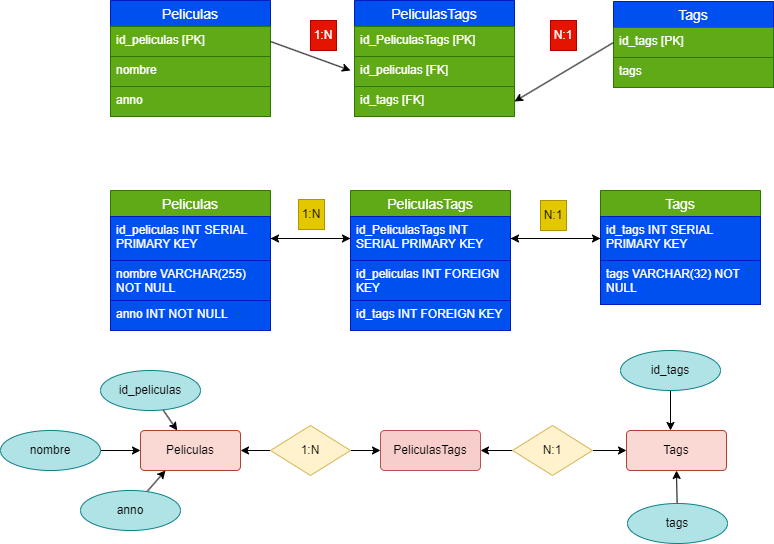 Peliculas
id_peliculas [PK]
nombre
anno
1:N
PeliculasTags
id_PeliculasTags [PK]
id_peliculas [FK]
id_tags [FK]
N:1
Tags
id_tags [PK]
tags
Peliculas
id_peliculas INT SERIAL
PRIMARY KEY
nombre VARCHAR(255)
NOT NULL
anno INT NOT NULL
1:N
PeliculasTags
id_PeliculasTags INT
SERIAL PRIMARY KEY
id_peliculas INT FOREIGN
KEY
id_tags INT FOREIGN KEY
N:1
Tags
id_tags INT SERIAL
PRIMARY KEY
tags VARCHAR(32) NOT
NULL
id_peliculas
nombre
anno
Peliculas
1:N
PeliculasTags
N:1
id_tags
Tags
tags